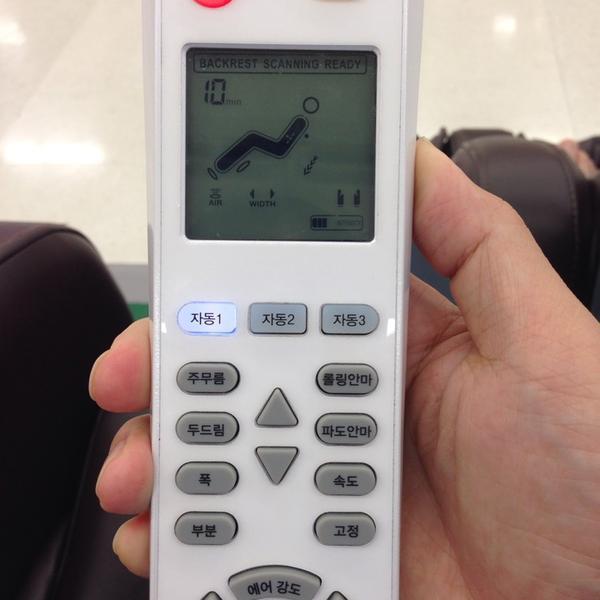 BACKREST SCANNING READY
10 min
AIR WIDTH
자동1 자동2 자동3
주무름 롤링안마
두드림 파도안마
폭 속도
부분 고정
에어 강도